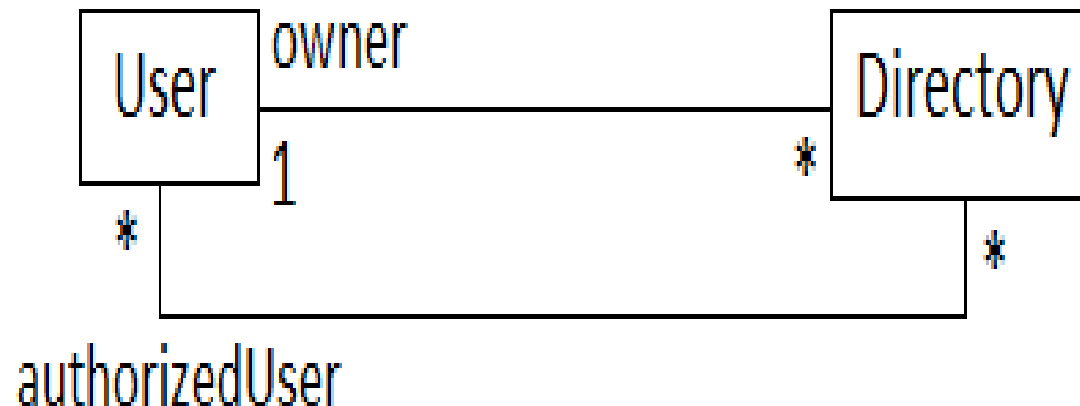 owner
User
Directory
1
*
*
*
authorizedUser